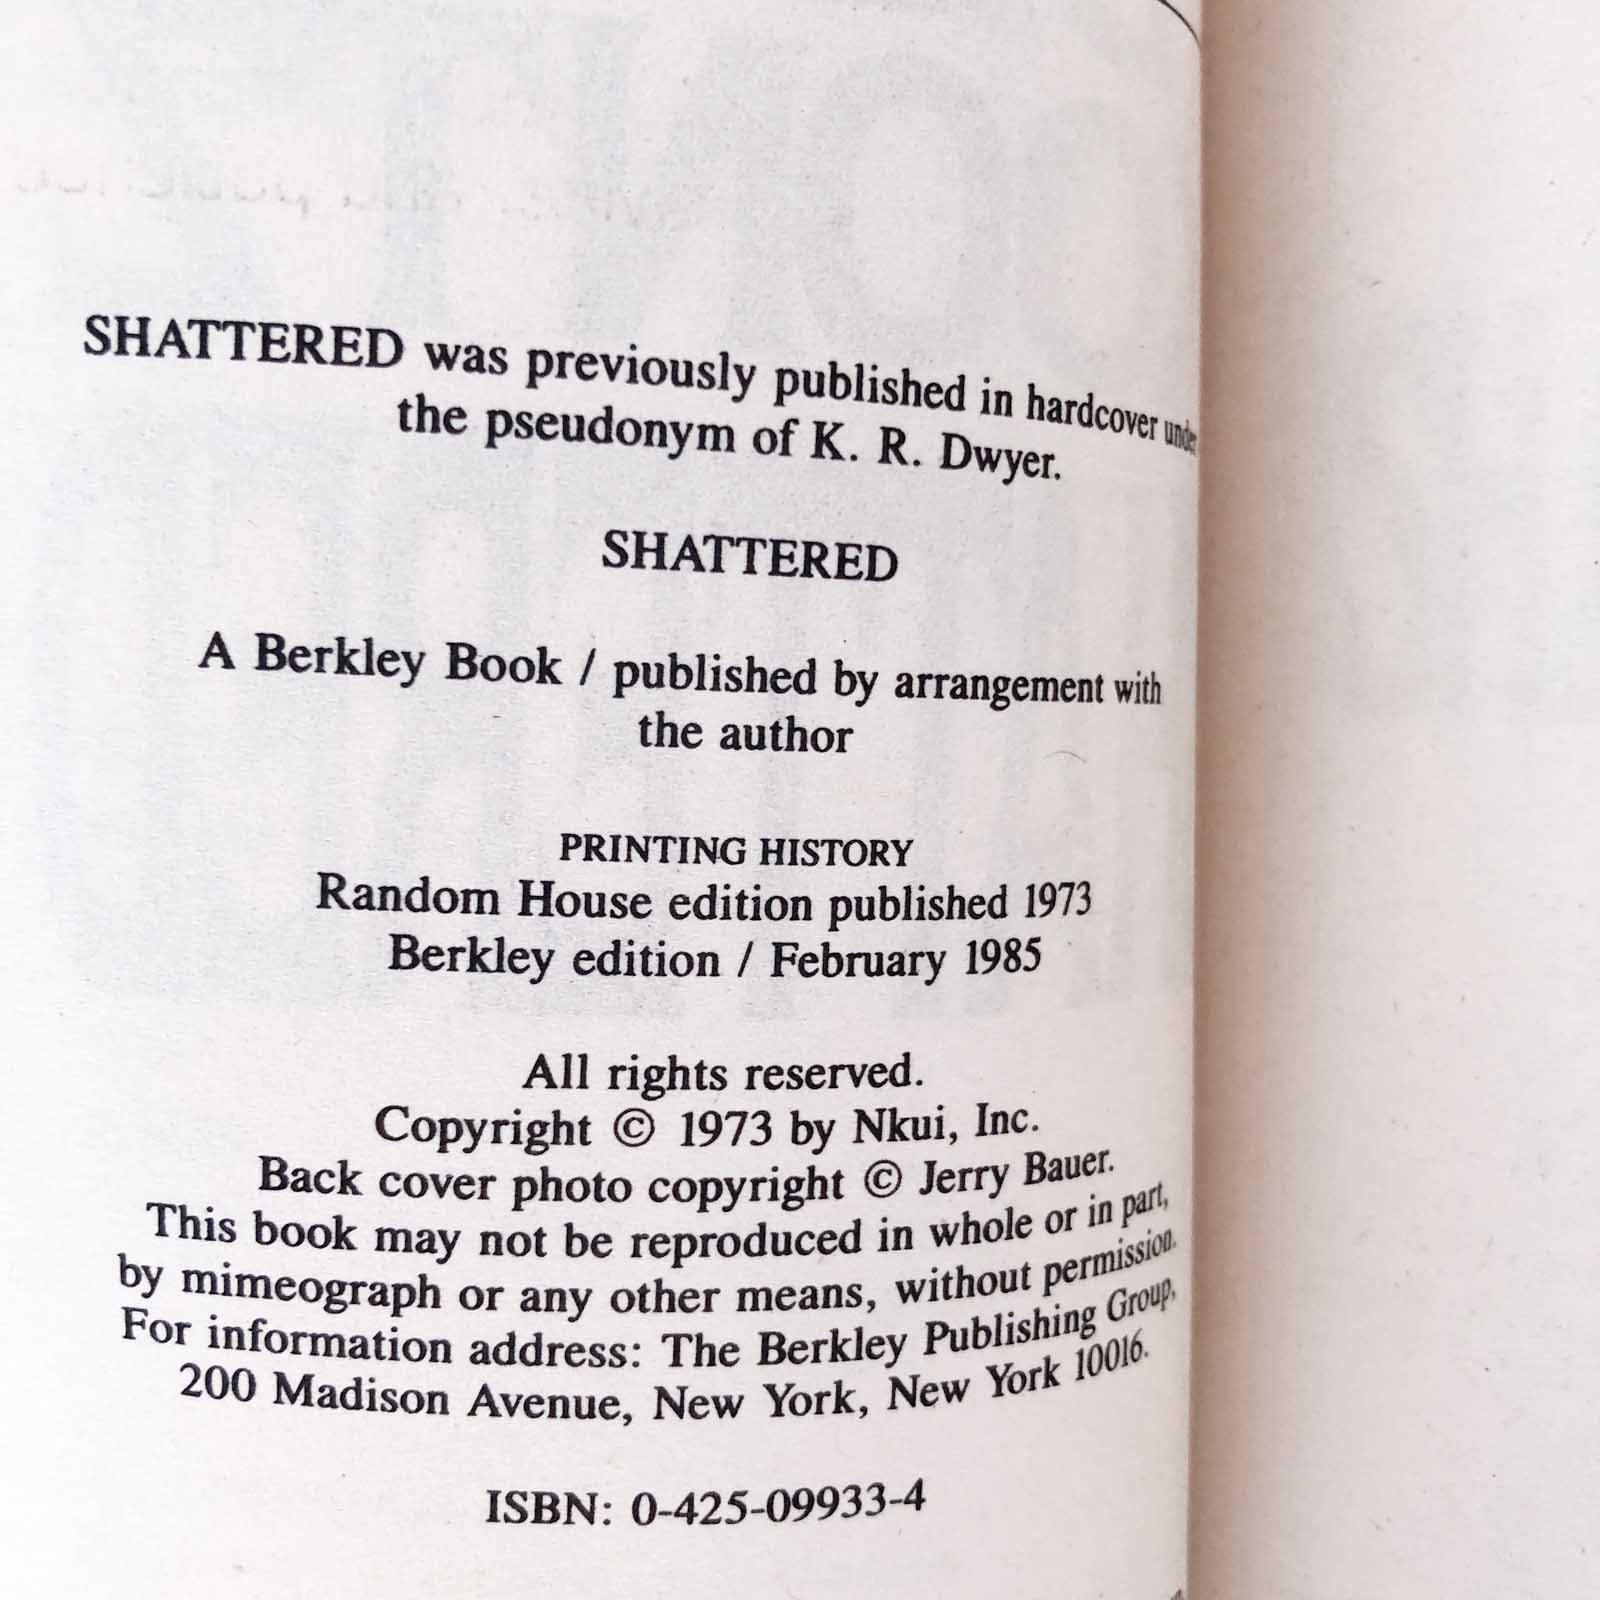 SHATTERED was previously published in hardcover under
the pseudonym of K. R. Dwyer.
SHATTERED
A Berkley Book / published by arrangement with
the author
PRINTING HISTORY
Random House edition published 1973
Berkley edition / February 1985
All rights reserved.
Copyright © 1973 by Nkui, Inc.
Back cover photo copyright © Jerry Bauer.
This book may not be reproduced in whole or in part,
by mimeograph or any other means, without permission.
For information address: The Berkley Publishing Group,
200 Madison Avenue, New York, New York 10016.
ISBN: 0-425-09933-4